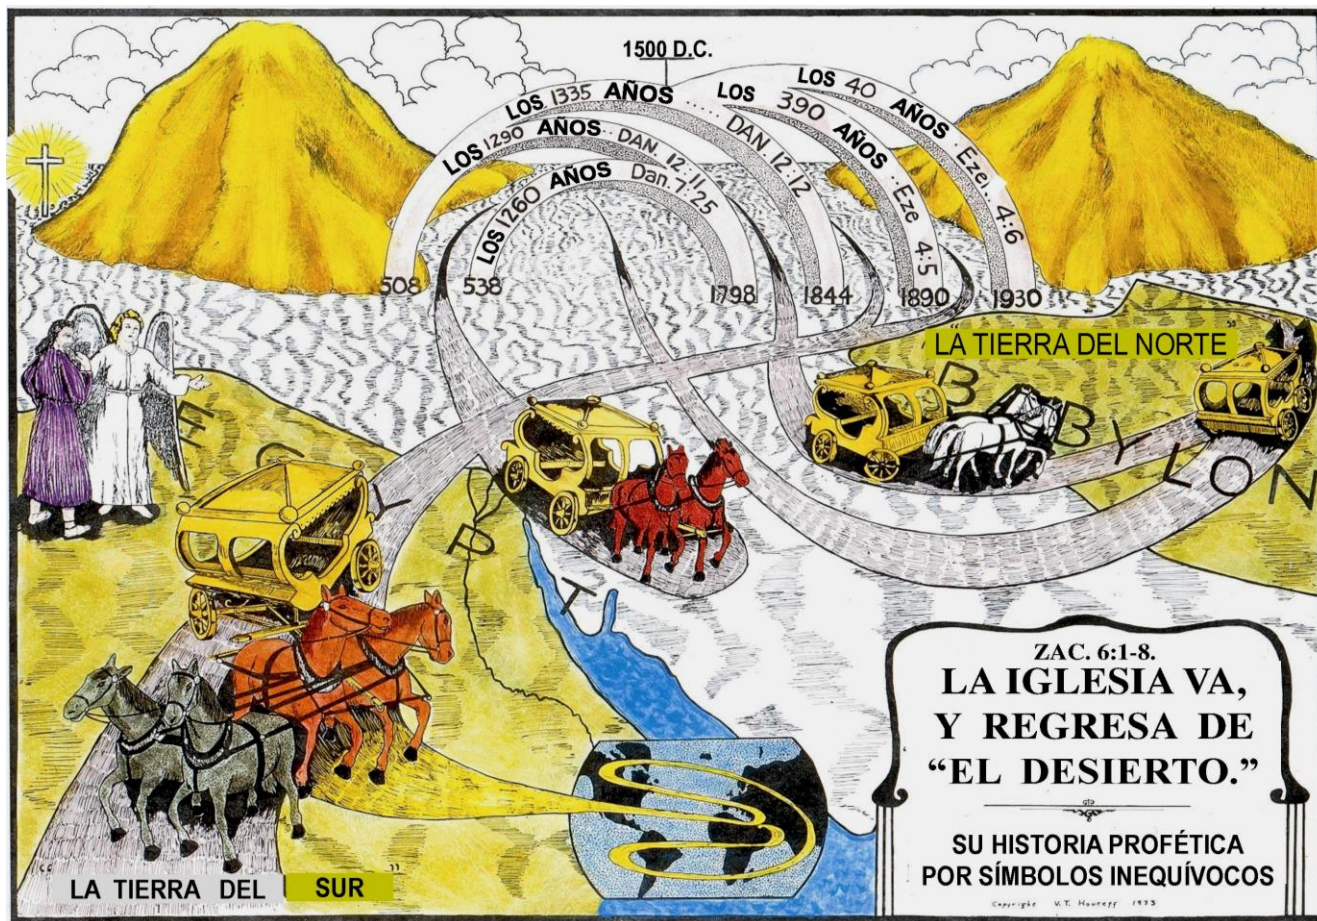 1500 D.C.
LOS 1335 AÑOS .... DAN. 12:12
LOS 1290 AÑOS .. DAN. 12:11
LOS 1260 AÑOS Dan. 7:25
LOS 390 AÑOS . Eze 4:5
LOS 40 AÑOS . Ezei.. 4:6
508
538
1798
1844
1890
1930
"LA TIERRA DEL NORTE"
BABYLON
EGYPT
ZAC. 6:1-8.
LA IGLESIA VA,
Y REGRESA DE
“EL DESIERTO.”
SU HISTORIA PROFÉTICA
POR SÍMBOLOS INEQUÍVOCOS
Copyright V.T. Houteff 1933
"LA TIERRA DEL SUR"